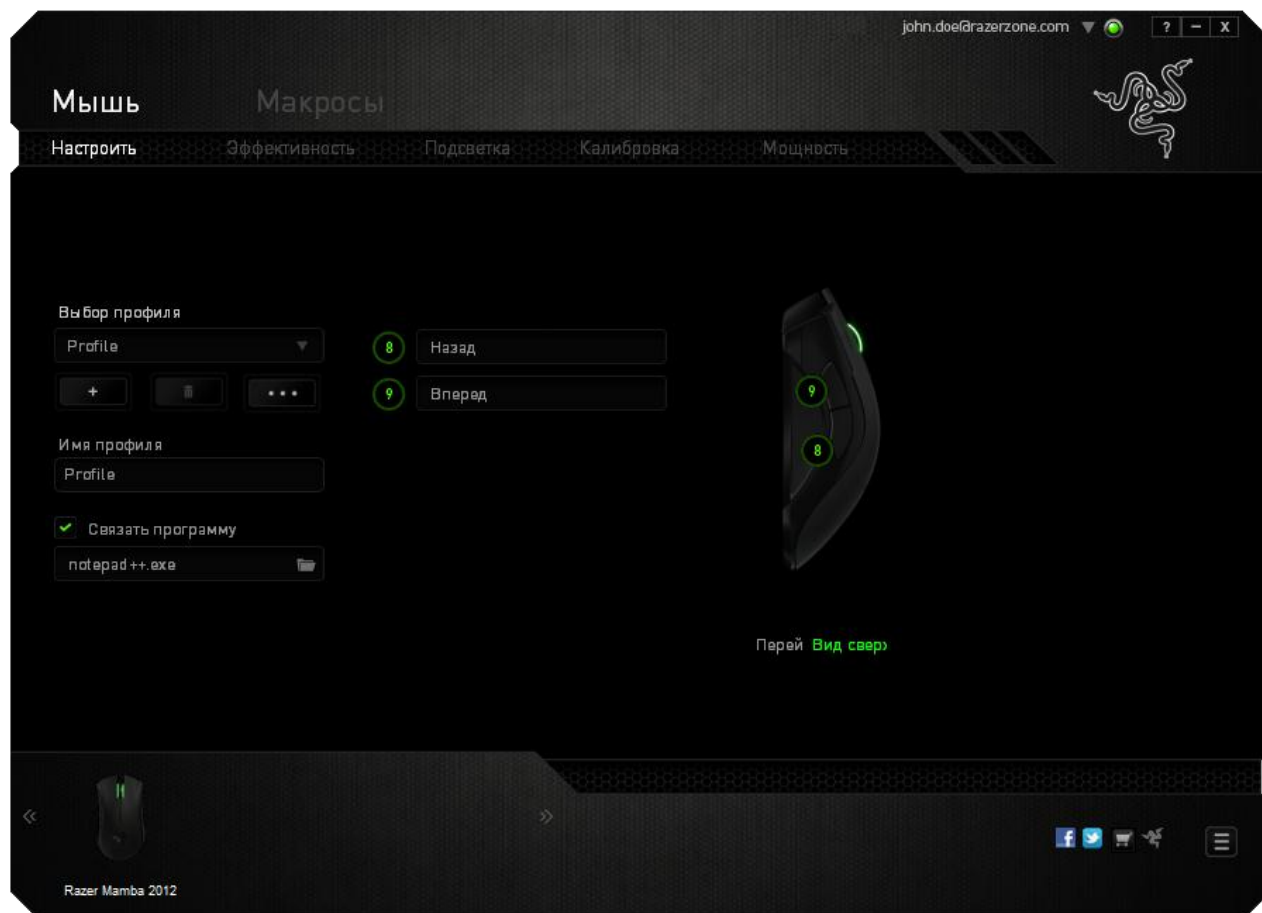 john.doe@razerzone.com
? – X
Мышь Макросы
Настроить Эффективность Подсветка Калибровка Мощность
Выбор профиля
Profile
8 Назад
+ •••
9 Вперед
9
8
Имя профиля
Profile
Связать программу
notepad++.exe
Перей Вид сверх
Razer Mamba 2012